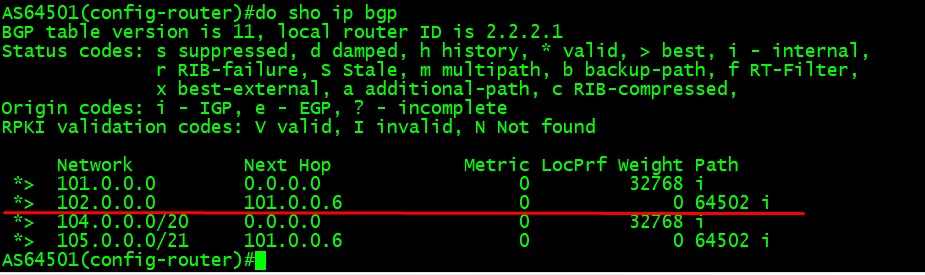 AS64501(config-router)#do sho ip bgp
BGP table version is 11, local router ID is 2.2.2.1
Status codes: s suppressed, d damped, h history, * valid, > best, i - internal,
              r RIB-failure, S Stale, m multipath, b backup-path, f RT-Filter,
              x best-external, a additional-path, c RIB-compressed,
Origin codes: i - IGP, e - EGP, ? - incomplete
RPKI validation codes: V valid, I invalid, N Not found

     Network          Next Hop            Metric LocPrf Weight Path
 *>  101.0.0.0        0.0.0.0                  0         32768 i
 *>  102.0.0.0        101.0.0.6                0             0 64502 i
 *>  104.0.0.0/20     0.0.0.0                  0         32768 i
 *>  105.0.0.0/21     101.0.0.6                0             0 64502 i
AS64501(config-router)#